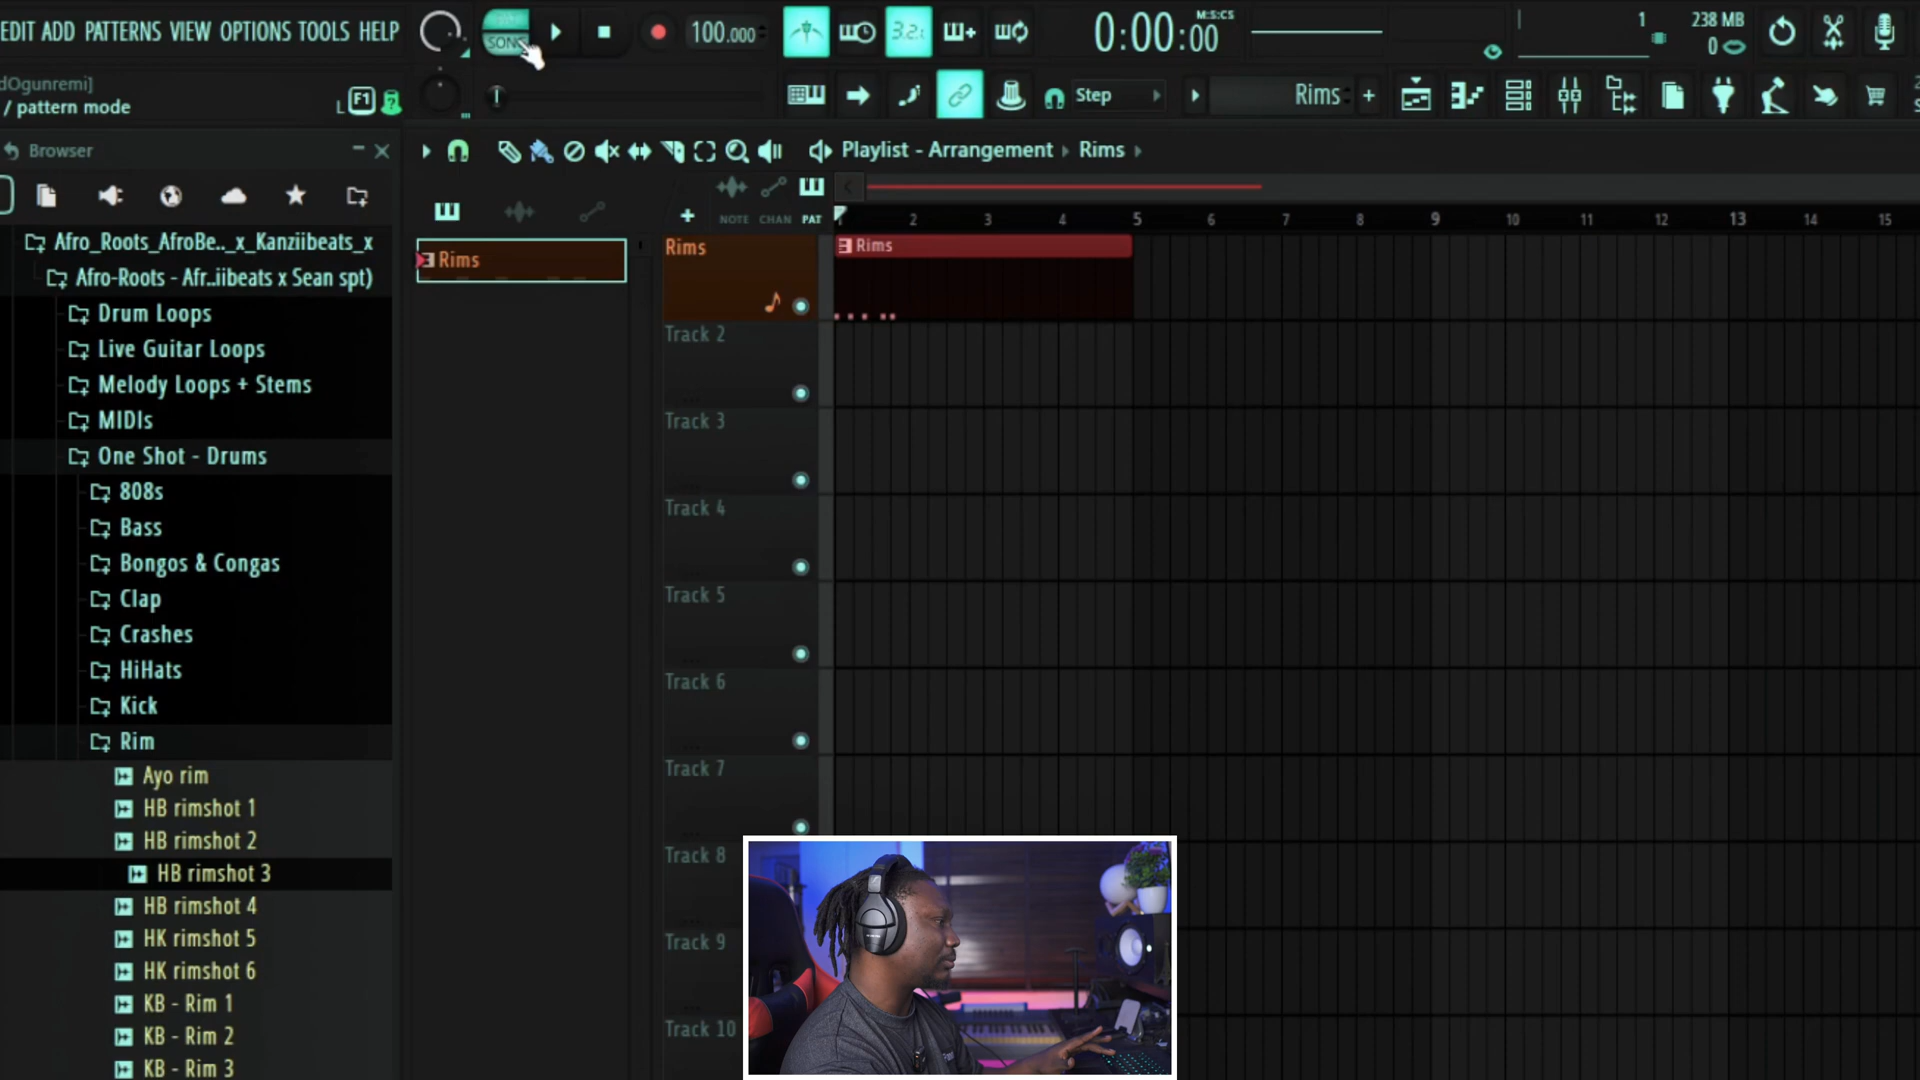 EDIT ADD PATTERNS VIEW OPTIONS TOOLS HELP
SONG
100.000
3.2:
0:00:00
M:S:CS
1
238 MB
0
dOgunremi]
/ pattern mode
L F1 ?
Step
Rims
Browser
Playlist - Arrangement
Rims
NOTE CHAN PAT
2 3 4 5 6 7 8 9 10 11 12 13 14 15
Afro_Roots_AfroBe.._x_Kanziibeats_x
Afro-Roots - Afr..iibeats x Sean spt)
Drum Loops
Live Guitar Loops
Melody Loops + Stems
MIDIs
One Shot - Drums
808s
Bass
Bongos & Congas
Clap
Crashes
HiHats
Kick
Rim
Ayo rim
HB rimshot 1
HB rimshot 2
HB rimshot 3
HB rimshot 4
HK rimshot 5
HK rimshot 6
KB - Rim 1
KB - Rim 2
KB - Rim 3
Rims
Rims
Rims
Track 2
Track 3
Track 4
Track 5
Track 6
Track 7
Track 8
Track 9
Track 10